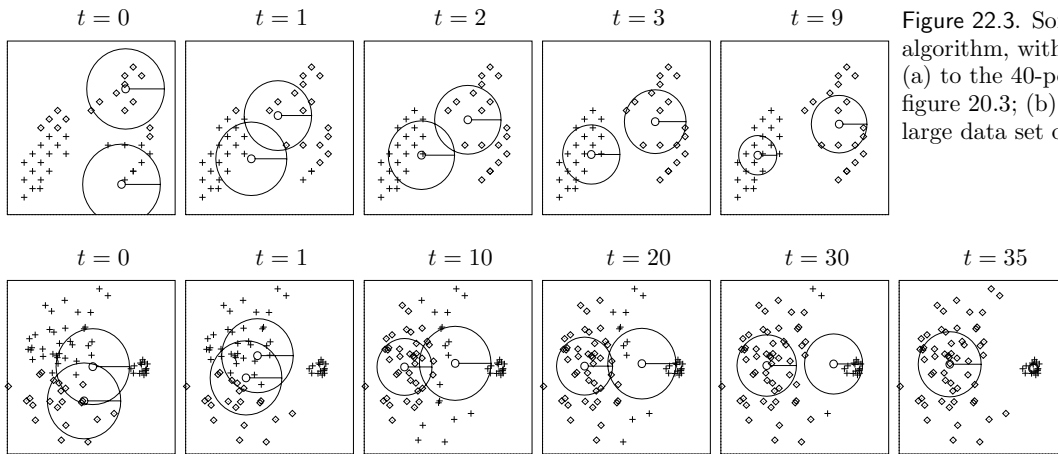 t = 0
t = 1
t = 2
t = 3
t = 9
Figure 22.3. So
algorithm, with
(a) to the 40-po
figure 20.3; (b)
large data set o
t = 0
t = 1
t = 10
t = 20
t = 30
t = 35